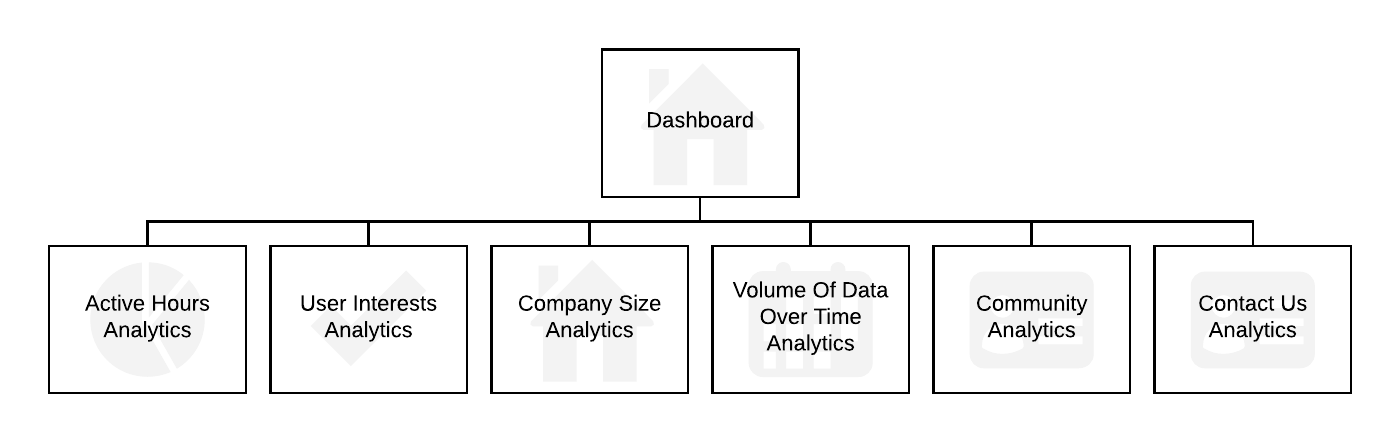 Dashboard
Active Hours
Analytics
User Interests
Analytics
Company Size
Analytics
Volume Of Data
Over Time
Analytics
Community
Analytics
Contact Us
Analytics